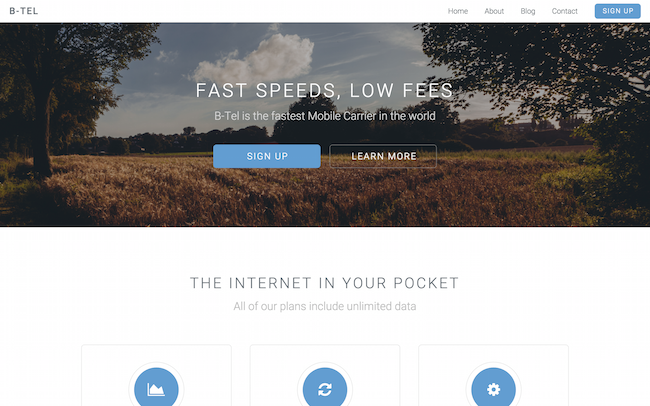 B-TEL
Home About Blog Contact SIGN UP
FAST SPEEDS, LOW FEES
B-Tel is the fastest Mobile Carrier in the world
SIGN UP LEARN MORE
THE INTERNET IN YOUR POCKET
All of our plans include unlimited data